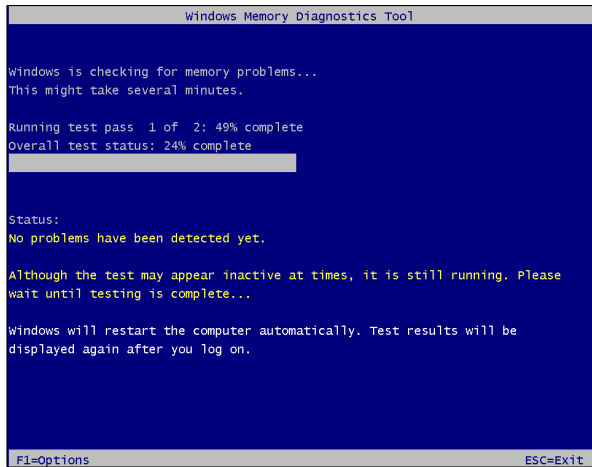 Windows Memory Diagnostics Tool
Windows is checking for memory problems...
This might take several minutes.
Running test pass 1 of 2: 49% complete
Overall test status: 24% complete
Status:
No problems have been detected yet.
Although the test may appear inactive at times, it is still running. Please
wait until testing is complete...
Windows will restart the computer automatically. Test results will be
displayed again after you log on.
F1=Options ESC=Exit